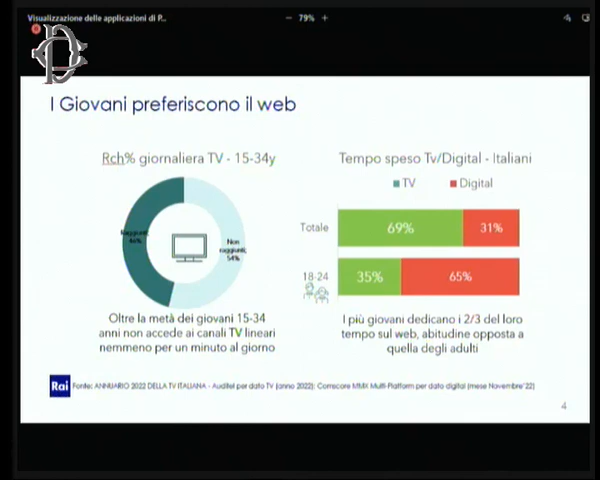 Visualizzazione delle applicazioni di P...
79%
I Giovani preferiscono il web
Rch% giornaliera TV - 15-34y
Tempo speso Tv/Digital - Italiani
TV
Digital
Raggiunti;
46%
Non
raggiunti;
54%
Totale
69%
31%
18-24
35%
65%
Oltre la metà dei giovani 15-34
anni non accede ai canali TV lineari
nemmeno per un minuto al giorno
I più giovani dedicano i 2/3 del loro
tempo sul web, abitudine opposta a
quella degli adulti
Rai
Fonte: ANNUARIO 2022 DELLA TV ITALIANA - Auditel per dato TV (anno 2022); Comscore MMX Multi-Platform per dato digital (mese Novembre'22)
4